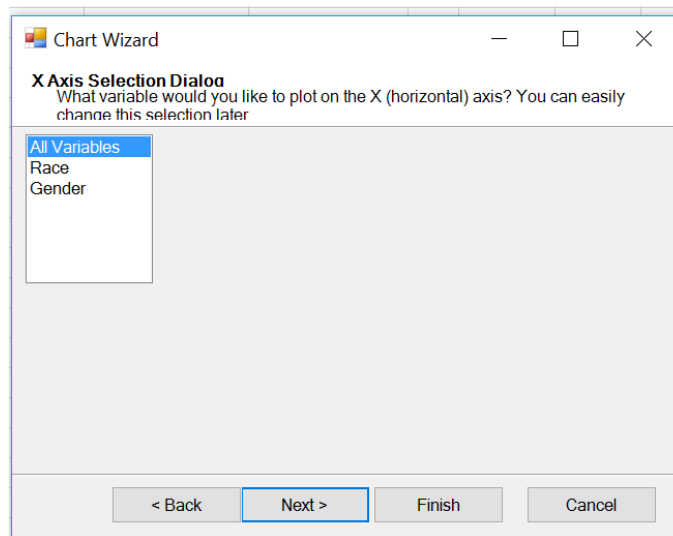 Chart Wizard
X Axis Selection Dialog
What variable would you like to plot on the X (horizontal) axis? You can easily
change this selection later
All Variables
Race
Gender
< Back
Next >
Finish
Cancel